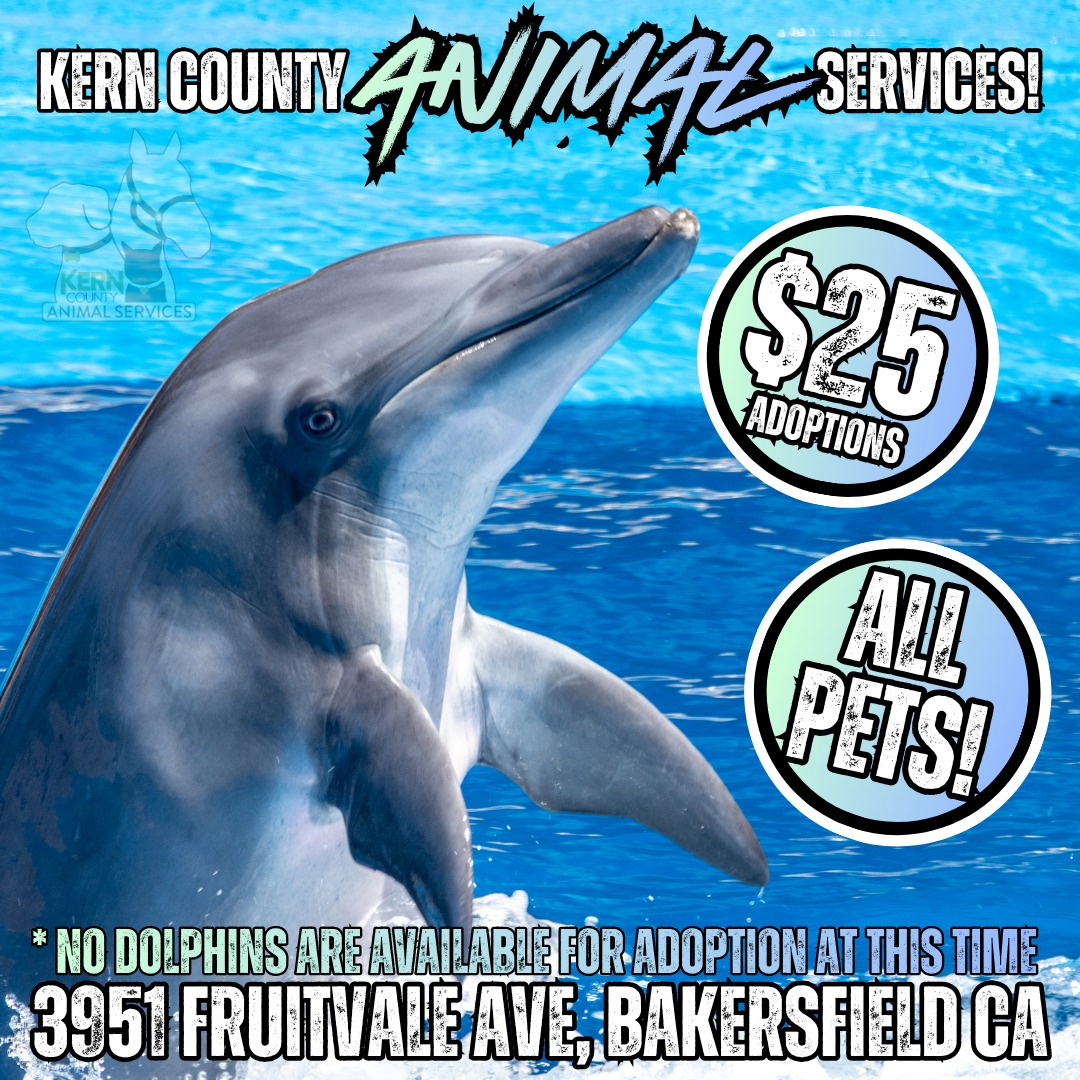 KERN COUNTY ANIMAL SERVICES!
KERN
COUNTY
ANIMAL SERVICES
$25
ADOPTIONS
ALL
PETS!
* NO DOLPHINS ARE AVAILABLE FOR ADOPTION AT THIS TIME
3951 FRUITVALE AVE, BAKERSFIELD CA